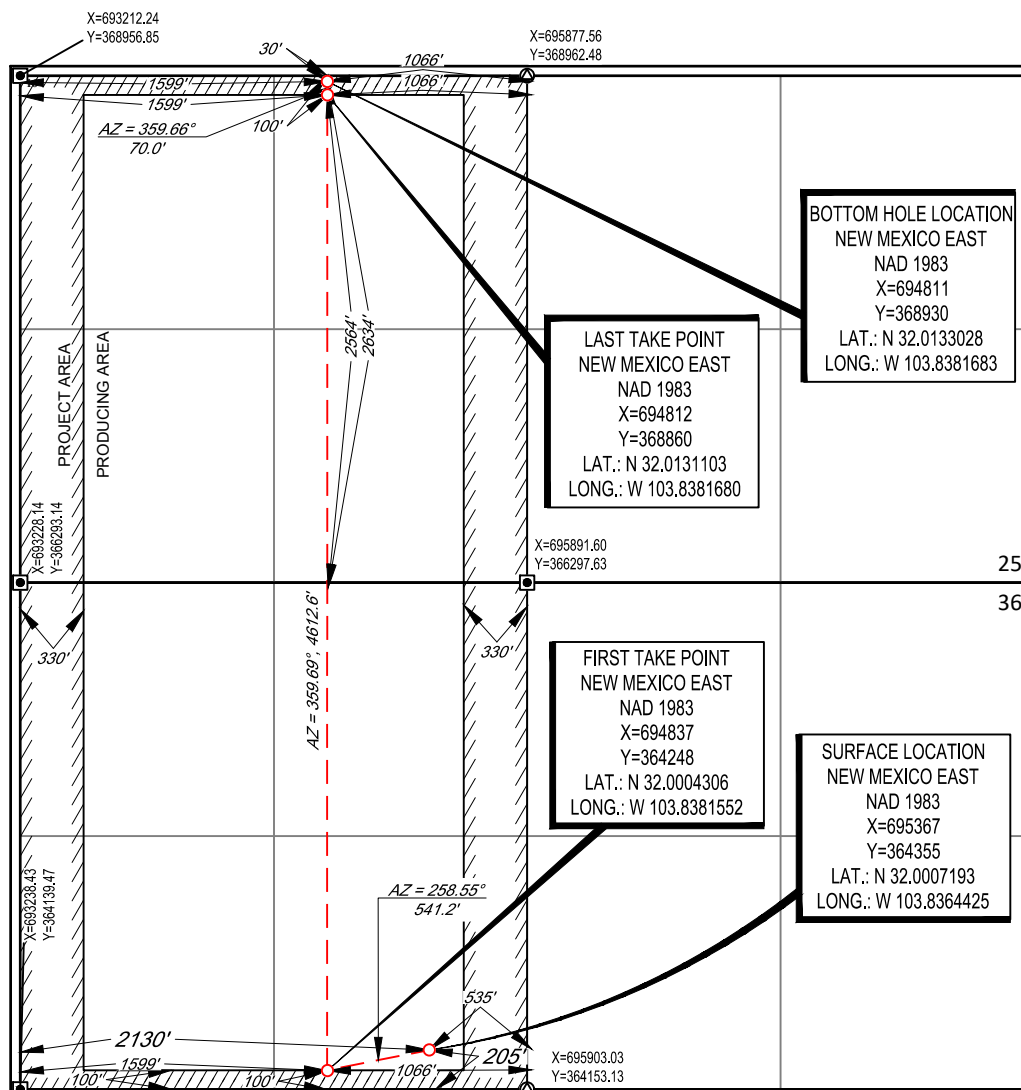 X=693212.24
Y=368956.85
X=695877.56
Y=368962.48
30'
1066'
1599'
1066'
1599'
AZ = 359.66°
70.0'
100'
BOTTOM HOLE LOCATION
NEW MEXICO EAST
NAD 1983
X=694811
Y=368930
LAT.: N 32.0133028
LONG.: W 103.8381683
LAST TAKE POINT
NEW MEXICO EAST
NAD 1983
X=694812
Y=368860
LAT.: N 32.0131103
LONG.: W 103.8381680
2564'
2634'
PROJECT AREA
PRODUCING AREA
X=693228.14
Y=366293.14
X=695891.60
Y=366297.63
25
36
330'
330'
AZ = 359.69°, 4612.6'
FIRST TAKE POINT
NEW MEXICO EAST
NAD 1983
X=694837
Y=364248
LAT.: N 32.0004306
LONG.: W 103.8381552
SURFACE LOCATION
NEW MEXICO EAST
NAD 1983
X=695367
Y=364355
LAT.: N 32.0007193
LONG.: W 103.8364425
X=693238.43
Y=364139.47
AZ = 258.55°
541.2'
535'
2130'
205'
1599'
1066'
100'
100'
X=695903.03
Y=364153.13